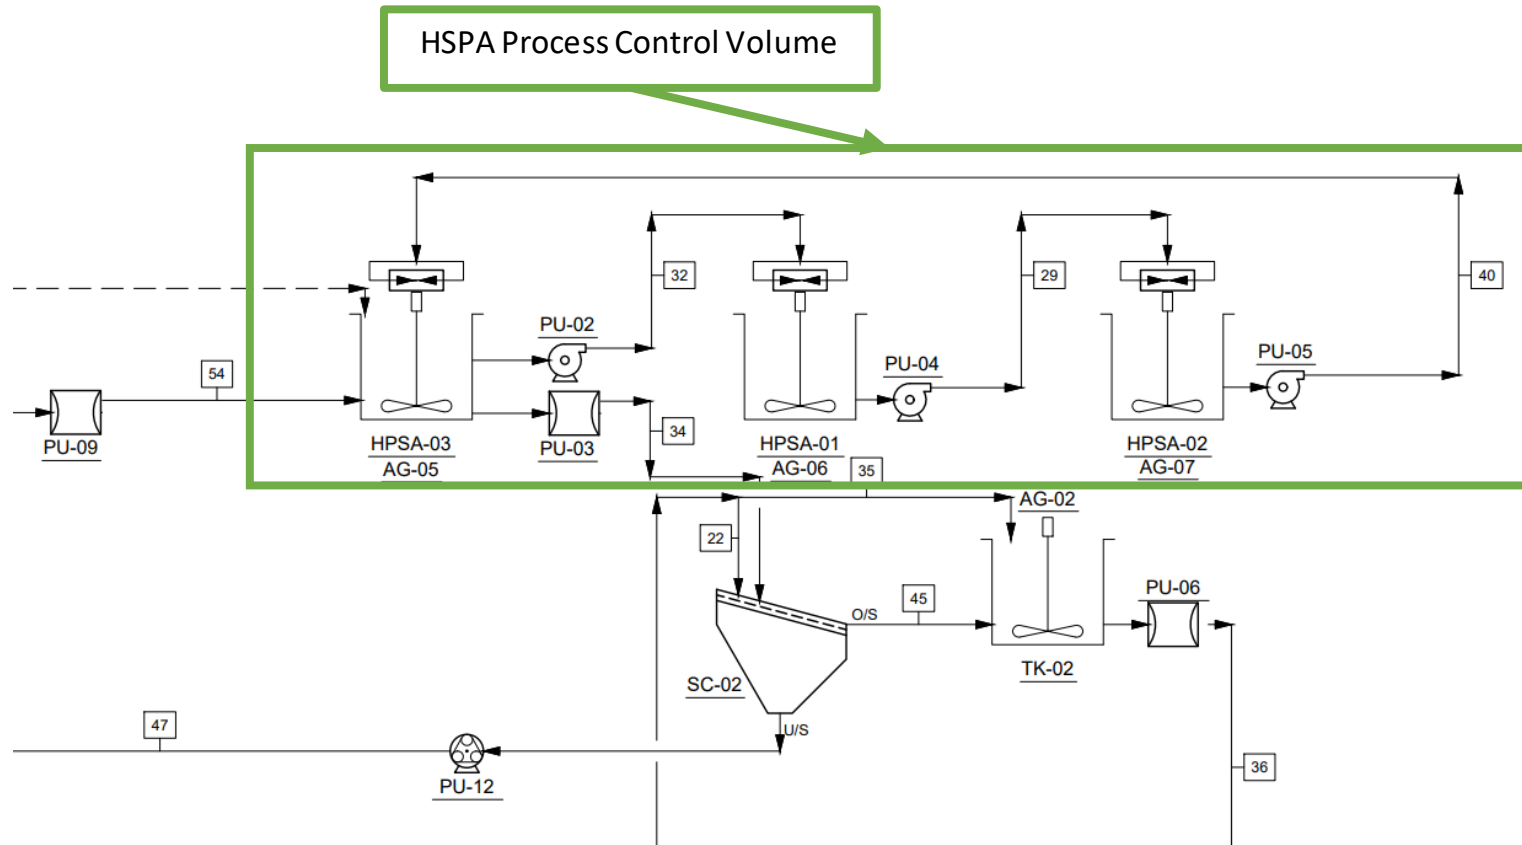 HSPA Process Control Volume
32
29
40
PU-02
PU-05
PU-04
54
PU-09
HPSA-03
AG-05
PU-03
34
HPSA-01
AG-06
35
HPSA-02
AG-07
AG-02
22
PU-06
O/S
45
SC-02
TK-02
U/S
47
PU-12
36